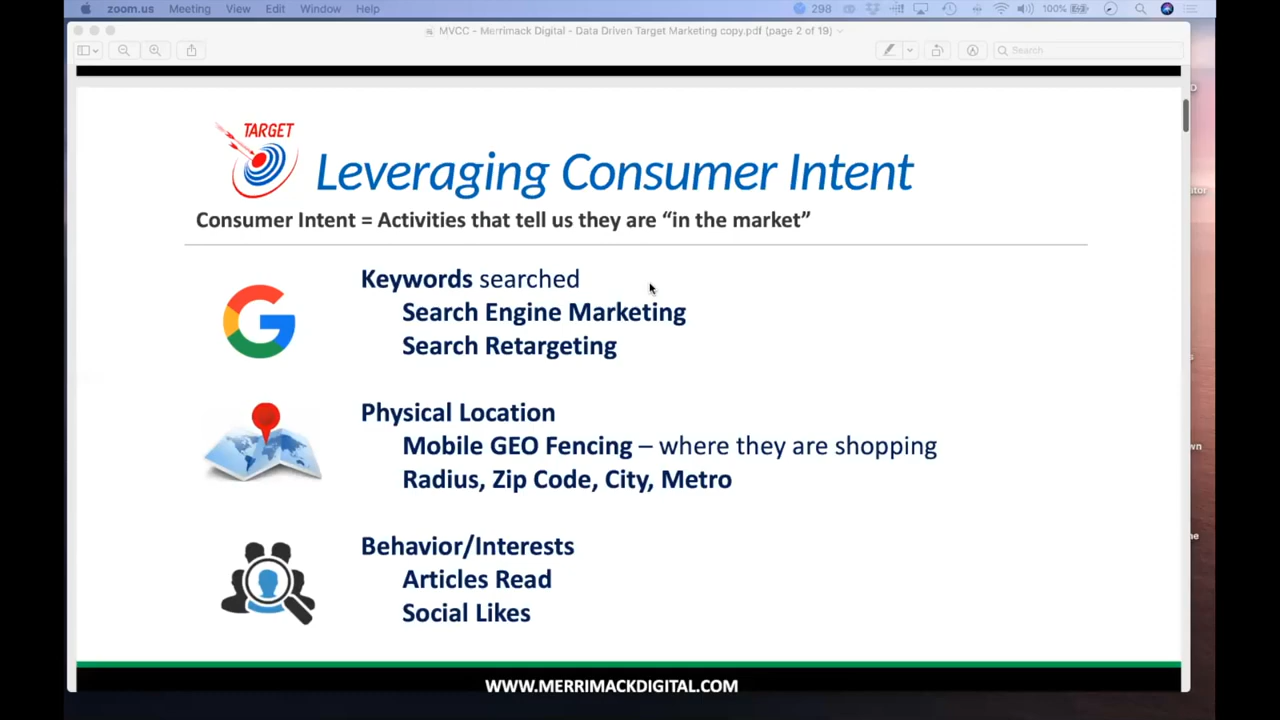 zoom.us Meeting View Edit Window Help 298 100%
MVCC – Merrimack Digital - Data Driven Target Marketing copy.pdf (page 2 of 19)
Search
TARGET
Leveraging Consumer Intent
Consumer Intent = Activities that tell us they are “in the market”
Keywords searched
Search Engine Marketing
Search Retargeting
Physical Location
Mobile GEO Fencing – where they are shopping
Radius, Zip Code, City, Metro
Behavior/Interests
Articles Read
Social Likes
WWW.MERRIMACKDIGITAL.COM